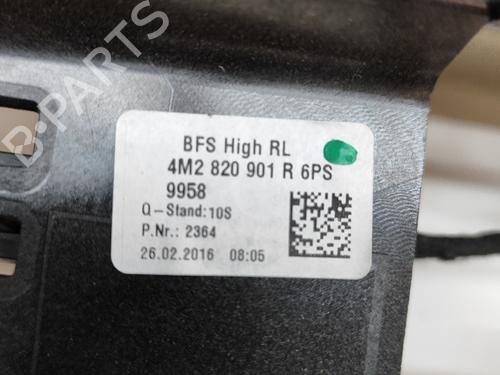 B-PARTS
BFS High RL
4M2 820 901 R 6PS
9958
Q-Stand:10S
P.Nr.: 2364
26.02.2016 08:05